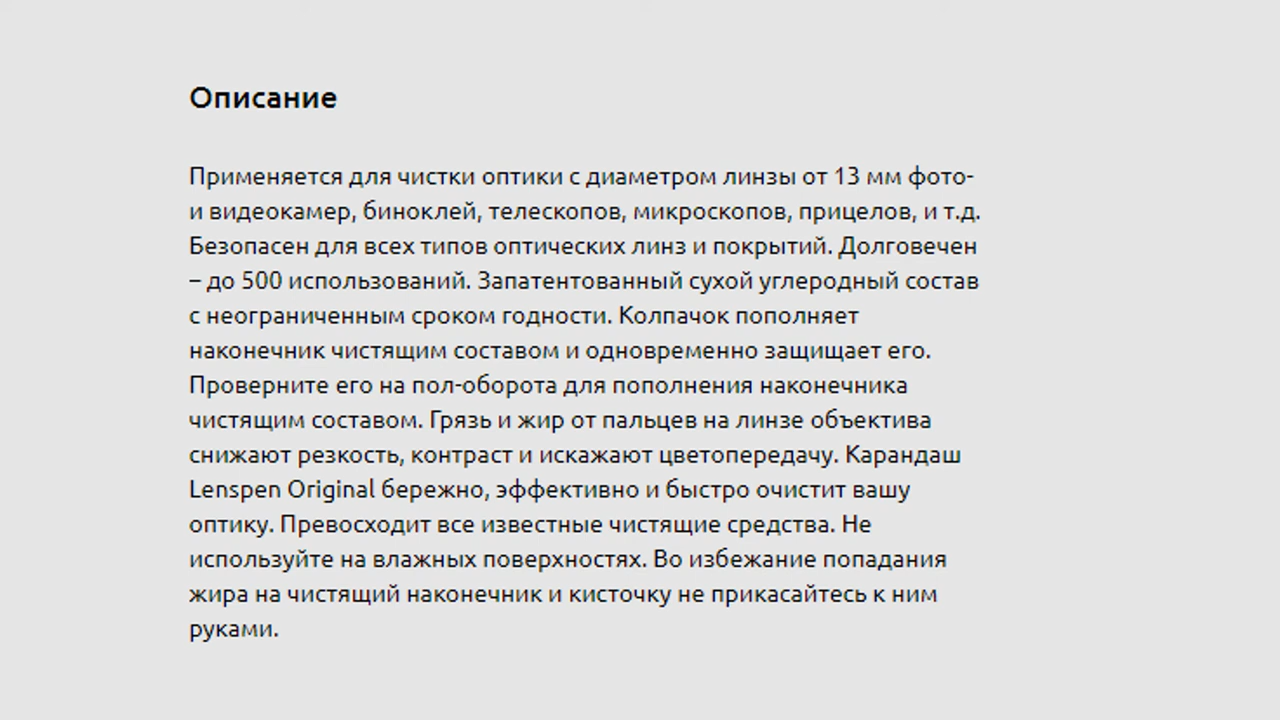 Описание
Применяется для чистки оптики с диаметром линзы от 13 мм фото-
и видеокамер, биноклей, телескопов, микроскопов, прицелов, и т.д.
Безопасен для всех типов оптических линз и покрытий. Долговечен
– до 500 использований. Запатентованный сухой углеродный состав
с неограниченным сроком годности. Колпачок пополняет
наконечник чистящим составом и одновременно защищает его.
Проверните его на пол-оборота для пополнения наконечника
чистящим составом. Грязь и жир от пальцев на линзе объектива
снижают резкость, контраст и искажают цветопередачу. Карандаш
Lenspen Original бережно, эффективно и быстро очистит вашу
оптику. Превосходит все известные чистящие средства. Не
используйте на влажных поверхностях. Во избежание попадания
жира на чистящий наконечник и кисточку не прикасайтесь к ним
руками.